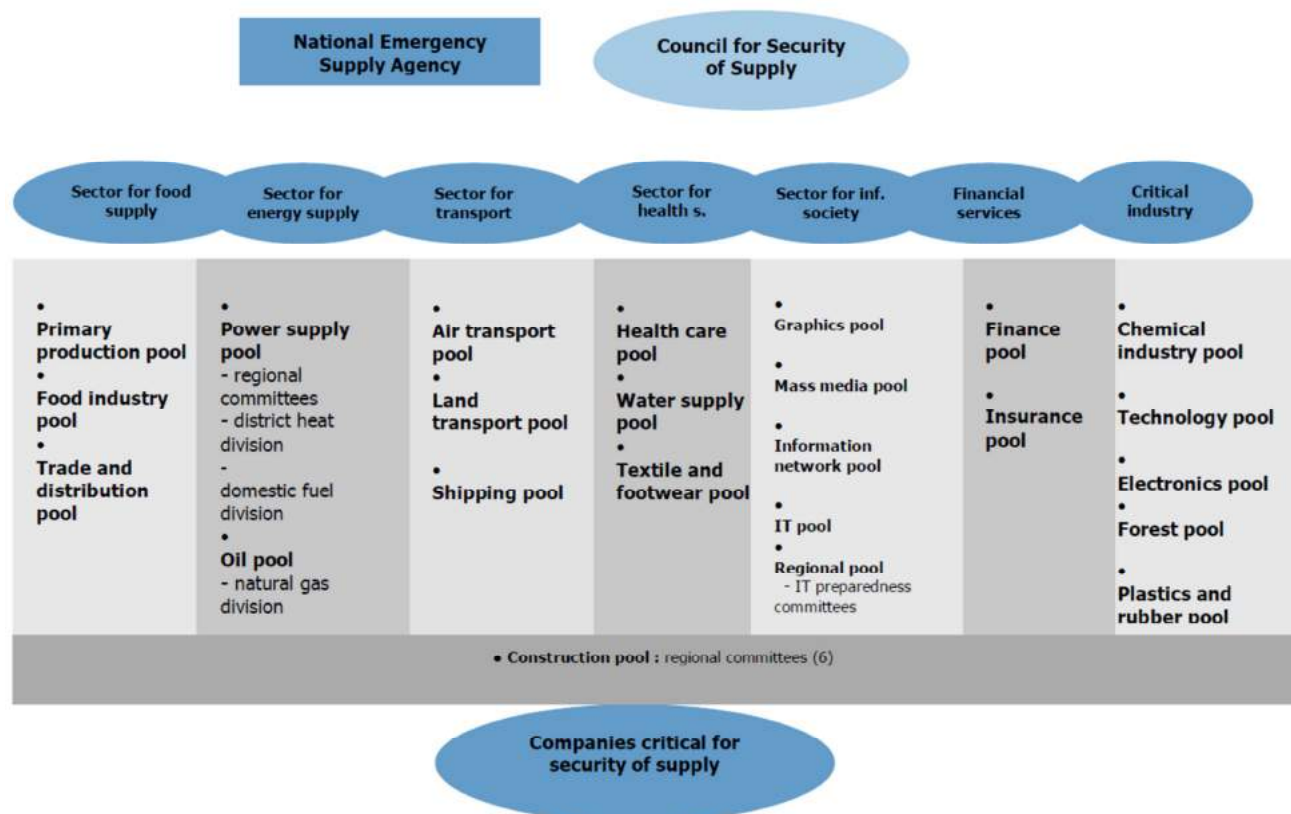 National Emergency
Supply Agency
Council for Security
of Supply
Sector for food
supply
Sector for
energy supply
Sector for
transport
Sector for
health s.
Sector for inf.
society
Financial
services
Critical
industry
•
Primary
production pool
•
Food industry
pool
•
Trade and
distribution
pool
•
Power supply
pool
- regional
committees
- district heat
division
-
domestic fuel
division
•
Oil pool
- natural gas
division
•
Air transport
pool
•
Land
transport pool
•
Shipping pool
•
Health care
pool
•
Water supply
pool
•
Textile and
footwear pool
•
Graphics pool
•
Mass media pool
•
Information
network pool
•
IT pool
•
Regional pool
- IT preparedness
committees
•
Finance
pool
•
Insurance
pool
•
Chemical
industry pool
•
Technology pool
•
Electronics pool
•
Forest pool
•
Plastics and
rubber pool
• Construction pool : regional committees (6)
Companies critical for
security of supply